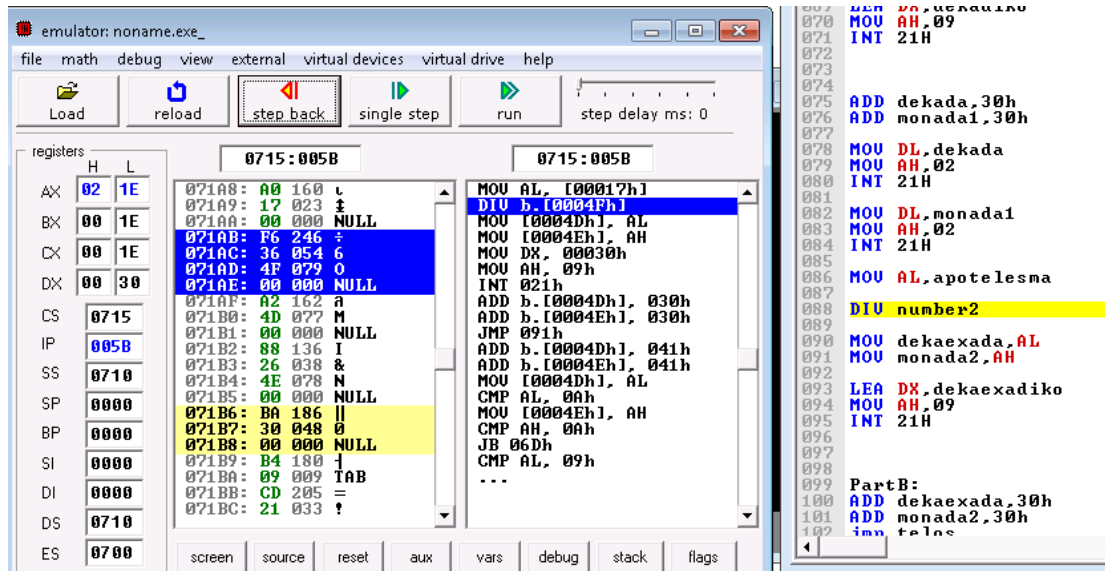 emulator: noname.exe_
file math debug view external virtual devices virtual drive help
Load reload step back single step run step delay ms: 0
registers
H L
AX 02 1E
BX 00 1E
CX 00 1E
DX 00 30
CS 0715
IP 005B
SS 0710
SP 0000
BP 0000
SI 0000
DI 0000
DS 0710
ES 0700
0715:005B
071A8: A0 160 ι
071A9: 17 023 ↨
071AA: 00 000 NULL
071AB: F6 246 ÷
071AC: 36 054 6
071AD: 4F 079 O
071AE: 00 000 NULL
071AF: A2 162 a
071B0: 4D 077 M
071B1: 00 000 NULL
071B2: 88 136 Ι
071B3: 26 038 &
071B4: 4E 078 N
071B5: 00 000 NULL
071B6: BA 186 ║
071B7: 30 048 0
071B8: 00 000 NULL
071B9: B4 180 ┤
071BA: 09 009 TAB
071BB: CD 205 =
071BC: 21 033 !
0715:005B
MOV AL, [00017h]
DIV b.[0004Fh]
MOV [0004Dh], AL
MOV [0004Eh], AH
MOV DX, 00030h
MOV AH, 09h
INT 021h
ADD b.[0004Dh], 030h
ADD b.[0004Eh], 030h
JMP 091h
ADD b.[0004Dh], 041h
ADD b.[0004Eh], 041h
MOV [0004Dh], AL
CMP AL, 0Ah
MOV [0004Eh], AH
CMP AH, 0Ah
JB 06Dh
CMP AL, 09h
...
screen source reset aux vars debug stack flags
LEA DX,dekadiko
070 MOV AH,09
071 INT 21H
072
073
074
075 ADD dekada,30h
076 ADD monada1,30h
077
078 MOV DL,dekada
079 MOV AH,02
080 INT 21H
081
082 MOV DL,monada1
083 MOV AH,02
084 INT 21H
085
086 MOV AL,apotelesma
087
088 DIV number2
089
090 MOV dekaexada,AL
091 MOV monada2,AH
092
093 LEA DX,dekaexadiko
094 MOV AH,09
095 INT 21H
096
097
098
099 PartB:
100 ADD dekaexada,30h
101 ADD monada2,30h
102 jmp telos